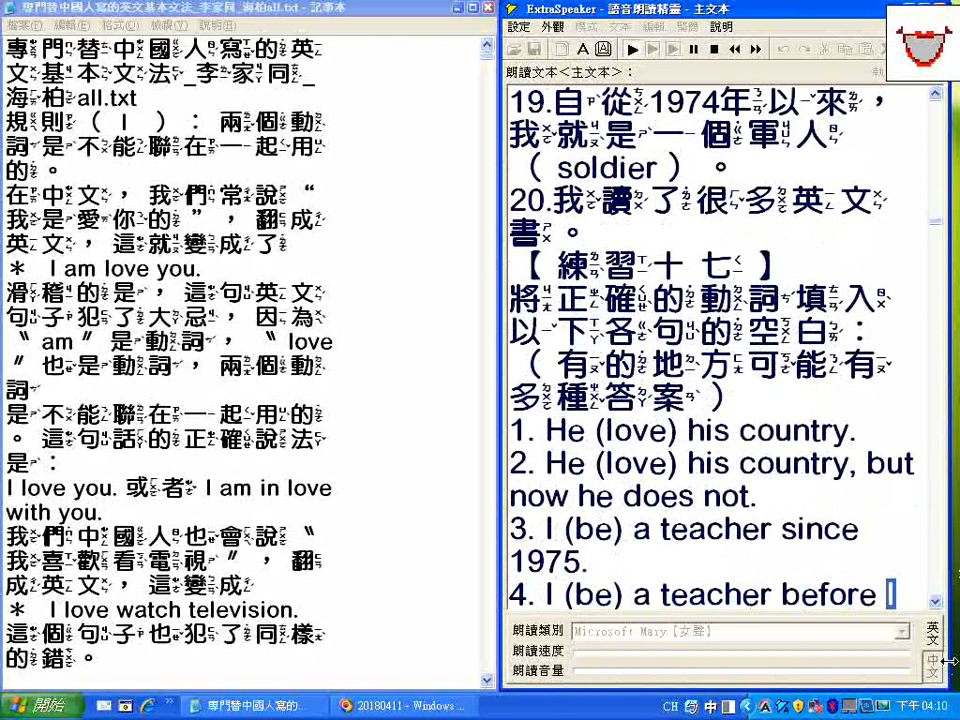 專門替中國人寫的英文基本文法_李家同_海柏all.txt - 記事本
檔案(F) 編輯(E) 格式(O) 檢視(V) 說明(H)
專門替中國人寫的英
文基本文法_李家同_
海柏all.txt
規則（1）：兩個動
詞是不能聯在一起用
的。
在中文，我們常說“
我是愛你的”，翻成
英文，這就變成了
＊ I am love you.
滑稽的是，這句英文
句子犯了大忌，因為
〝am〞是動詞，〝love
〞也是動詞，兩個動
詞
是不能聯在一起用的
。這句話的正確說法
是：
I love you. 或者 I am in love
with you.
我們中國人也會說〝
我喜歡看電視〞，翻
成英文，這變成
＊ I love watch television.
這個句子也犯了同樣
的錯。
ExtraSpeaker - 語音朗讀精靈 - 主文本
設定 外觀 模式 文本 編輯 繁簡 說明
朗讀文本<主文本>：
19.自從1974年以來，
我就是一個軍人
（soldier）。
20.我讀了很多英文
書。
【練習十七】
將正確的動詞填入
以下各句的空白：
（有的地方可能有
多種答案）
1. He (love) his country.
2. He (love) his country, but
now he does not.
3. I (be) a teacher since
1975.
4. I (be) a teacher before
朗讀類別 Microsoft Mary【女聲】
朗讀速度
朗讀音量
英文
中文
開始
專門替中國人寫的...
20180411 - Windows ...
CH
中
下午 04:10